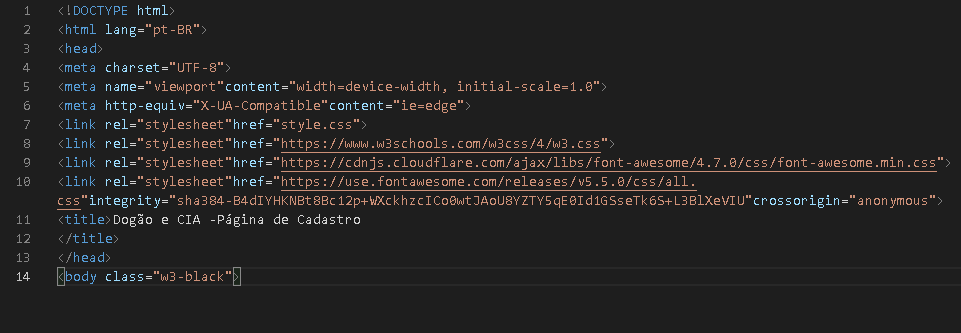 1 <!DOCTYPE html>
2 <html lang="pt-BR">
3 <head>
4 <meta charset="UTF-8">
5 <meta name="viewport"content="width=device-width, initial-scale=1.0">
6 <meta http-equiv="X-UA-Compatible"content="ie=edge">
7 <link rel="stylesheet"href="style.css">
8 <link rel="stylesheet"href="https://www.w3schools.com/w3css/4/w3.css">
9 <link rel="stylesheet"href="https://cdnjs.cloudflare.com/ajax/libs/font-awesome/4.7.0/css/font-awesome.min.css">
10 <link rel="stylesheet"href="https://use.fontawesome.com/releases/v5.5.0/css/all.
css"integrity="sha384-B4dIYHKNBt8Bc12p+WXckhzcICo0wtJAoU8YZTY5qE0Id1GSseTk6S+L3BlXeVIU"crossorigin="anonymous">
11 <title>Dogão e CIA -Página de Cadastro
12 </title>
13 </head>
14 <body class="w3-black">